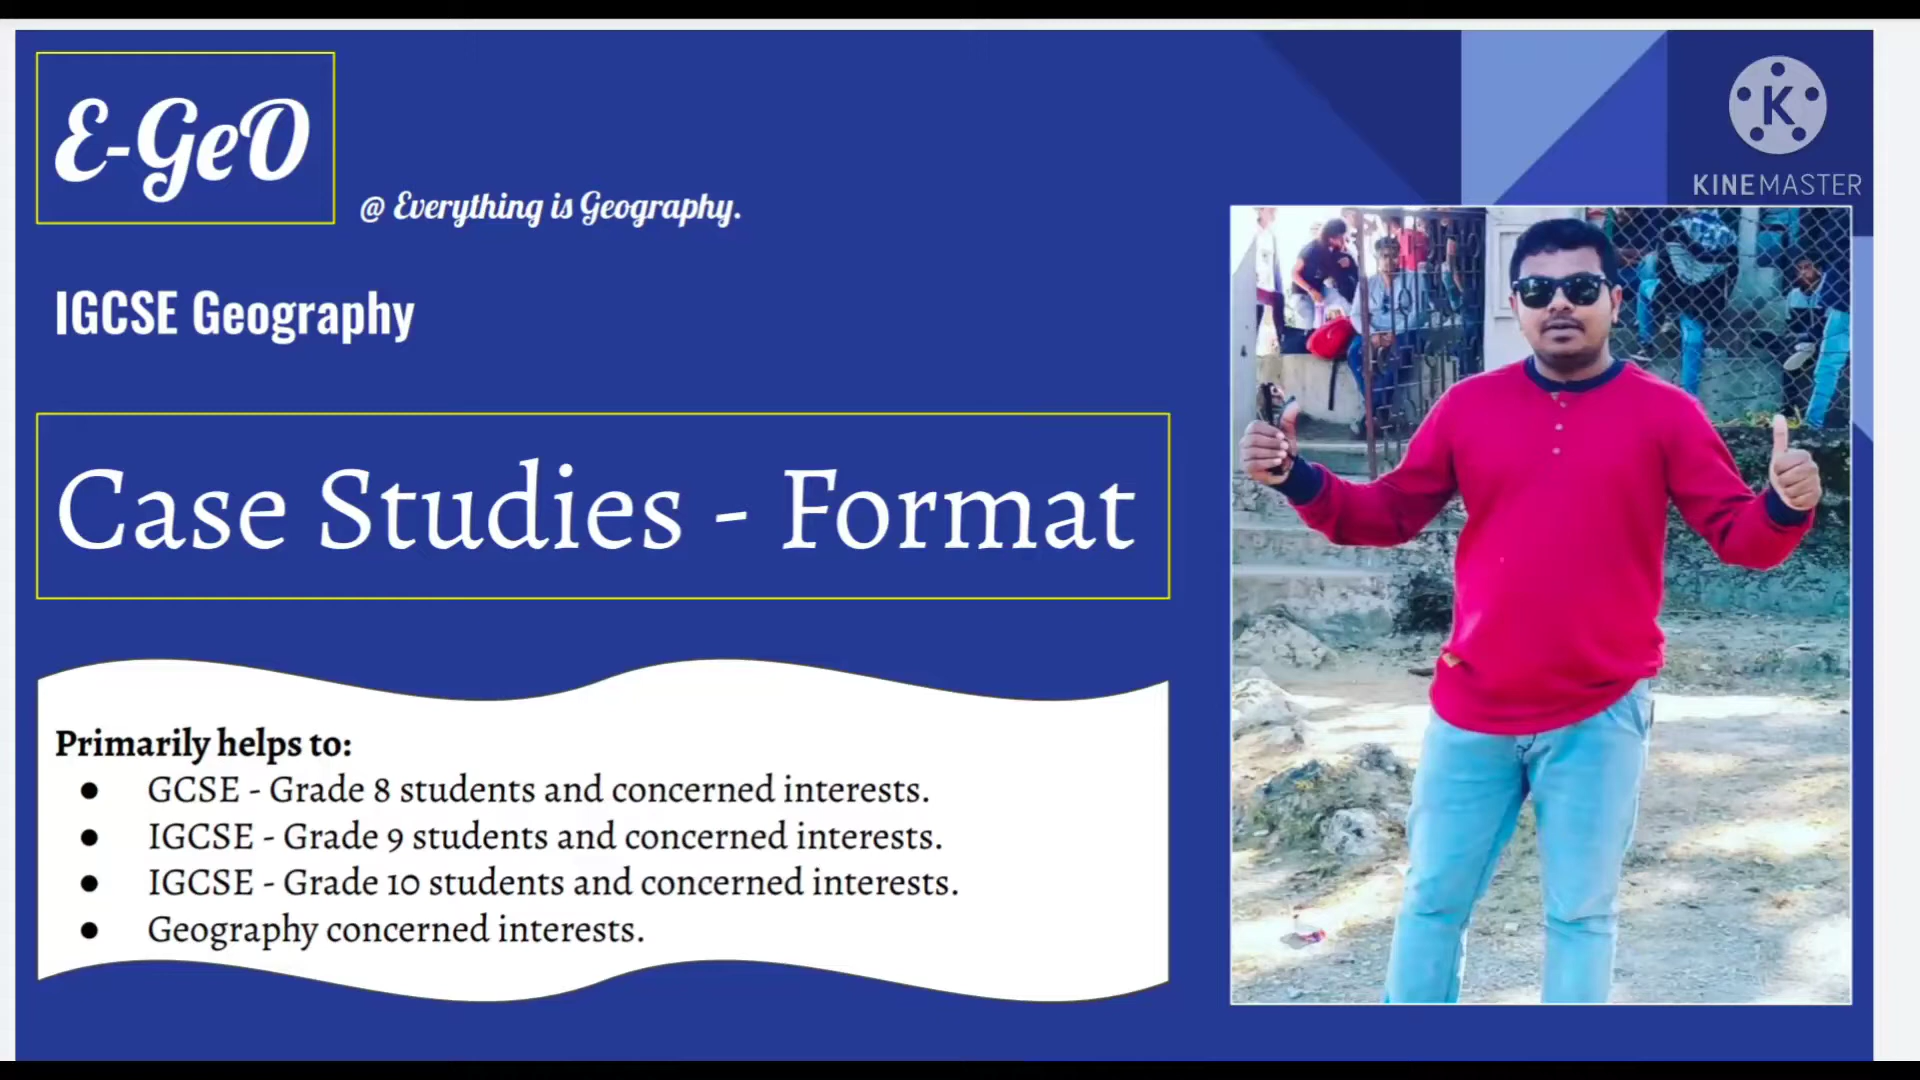 E-GeO
@ Everything is Geography.
IGCSE Geography
Case Studies - Format
Primarily helps to:
● GCSE - Grade 8 students and concerned interests.
● IGCSE - Grade 9 students and concerned interests.
● IGCSE - Grade 10 students and concerned interests.
● Geography concerned interests.
K
KINEMASTER